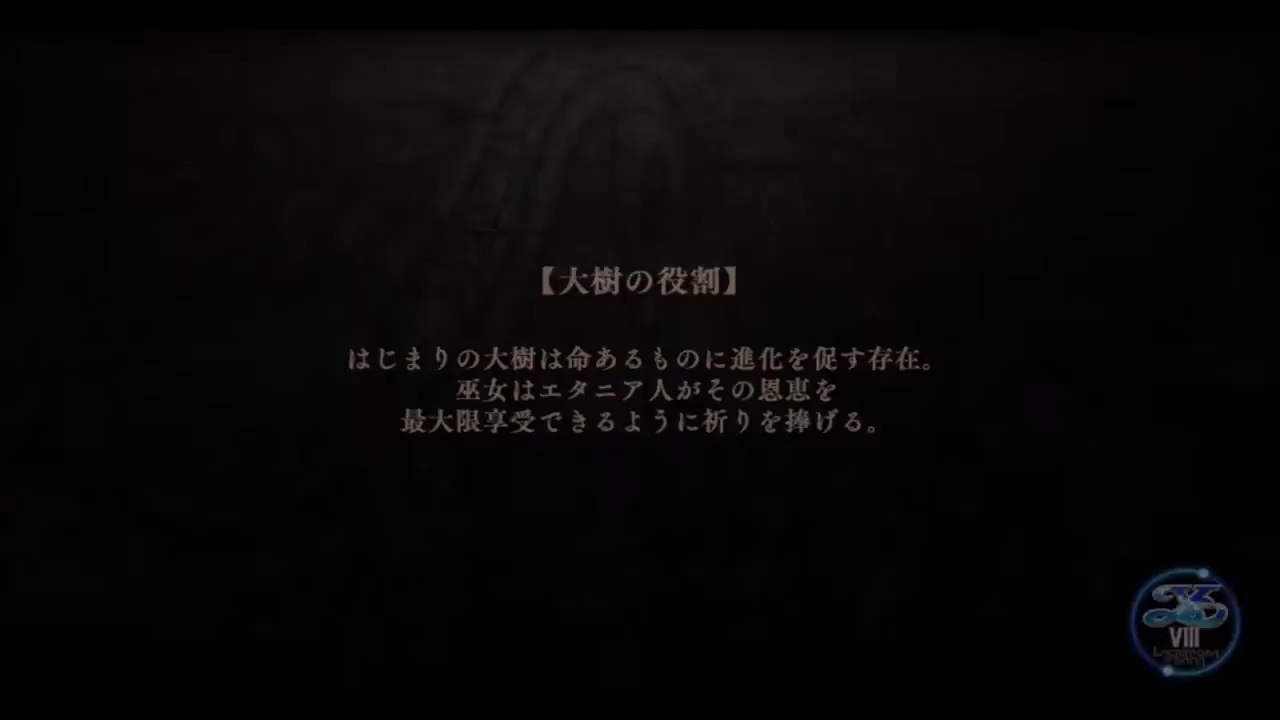 【大樹の役割】
はじまりの大樹は命あるものに進化を促す存在。
巫女はエタニア人がその恩恵を
最大限享受できるように祈りを捧げる。
Ys
VIII